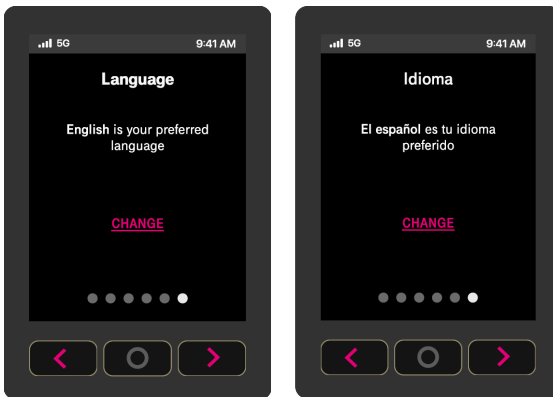 5G 9:41 AM
Language
English is your preferred
language
CHANGE
5G 9:41 AM
Idioma
El español es tu idioma
preferido
CHANGE